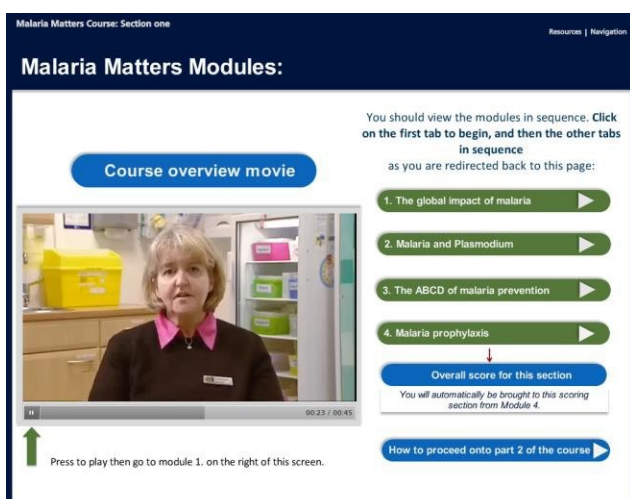 Malaria Matters Course: Section one
Resources | Navigation
Malaria Matters Modules:
You should view the modules in sequence. Click
on the first tab to begin, and then the other tabs
in sequence
as you are redirected back to this page:
Course overview movie
1. The global impact of malaria
2. Malaria and Plasmodium
3. The ABCD of malaria prevention
4. Malaria prophylaxis
Overall score for this section
You will automatically be brought to this scoring
section from Module 4.
How to proceed onto part 2 of the course
00:23 / 00:45
Press to play then go to module 1. on the right of this screen.